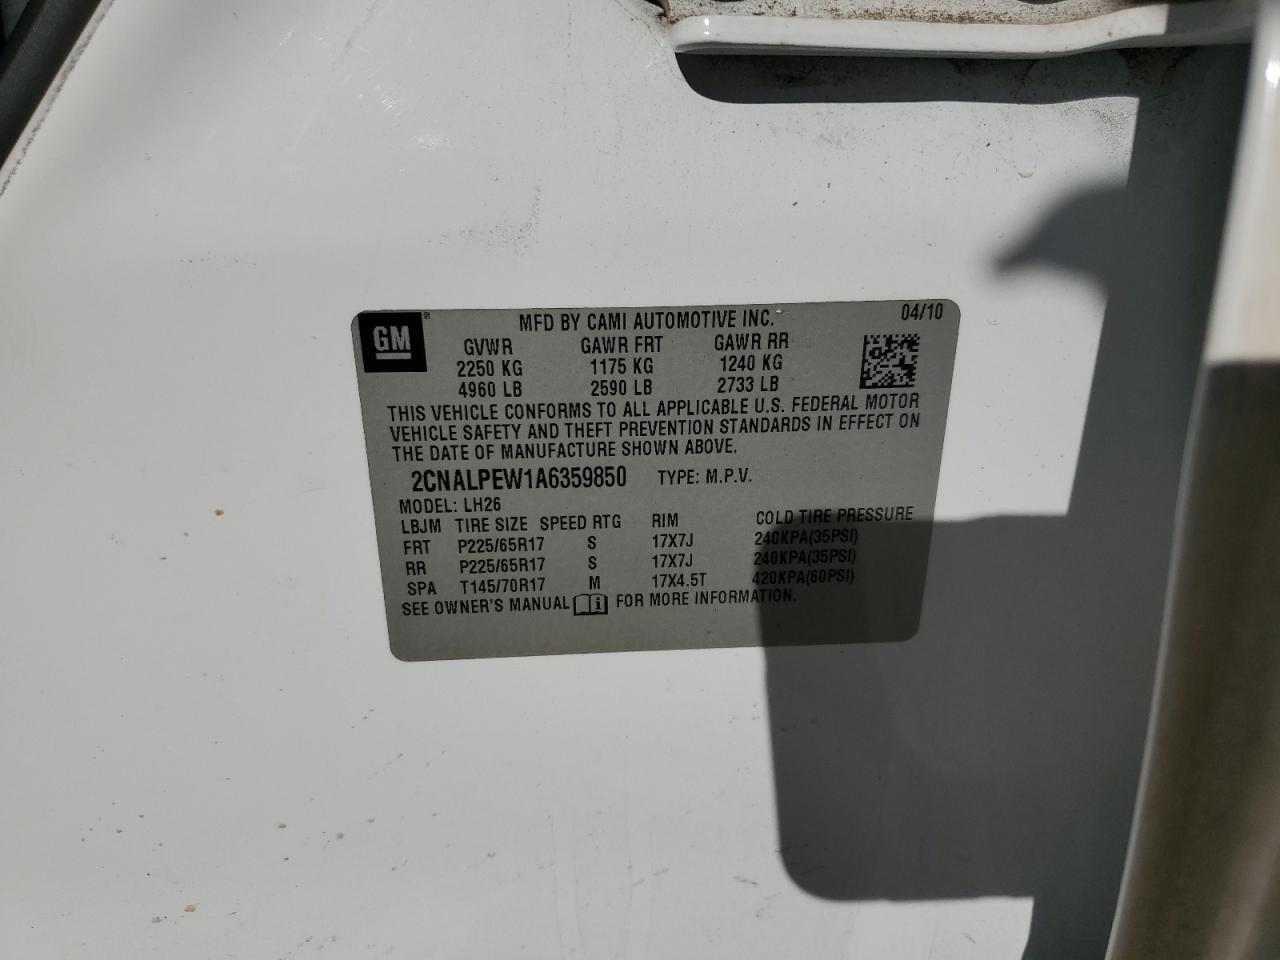 GM ® MFD BY CAMI AUTOMOTIVE INC. 04/10
GVWR GAWR FRT GAWR RR
2250 KG 1175 KG 1240 KG
4960 LB 2590 LB 2733 LB
THIS VEHICLE CONFORMS TO ALL APPLICABLE U.S. FEDERAL MOTOR
VEHICLE SAFETY AND THEFT PREVENTION STANDARDS IN EFFECT ON
THE DATE OF MANUFACTURE SHOWN ABOVE.
2CNALPEW1A6359850 TYPE: M.P.V.
MODEL: LH26
LBJM TIRE SIZE SPEED RTG RIM COLD TIRE PRESSURE
FRT P225/65R17 S 17X7J 240KPA(35PSI)
RR P225/65R17 S 17X7J 240KPA(35PSI)
SPA T145/70R17 M 17X4.5T 420KPA(60PSI)
SEE OWNER'S MANUAL i FOR MORE INFORMATION.